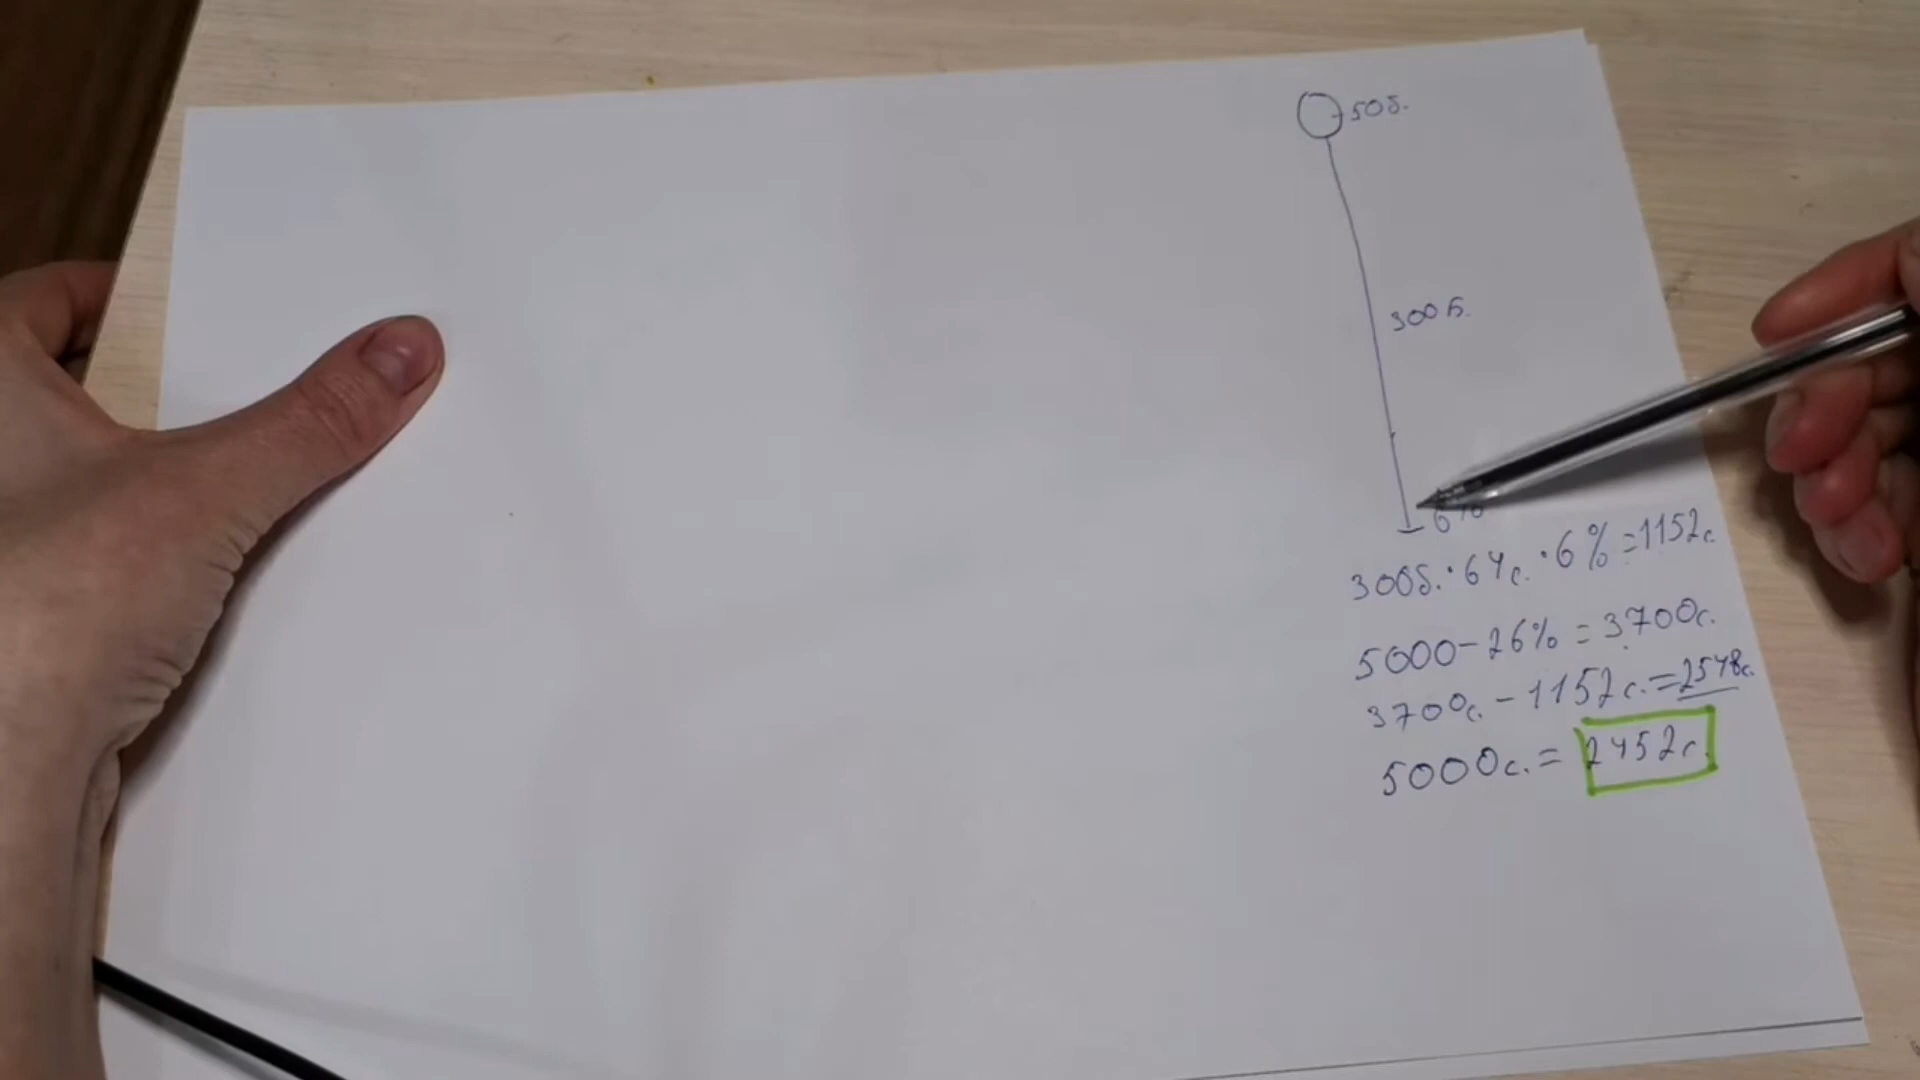 50б.
300б.
6%
300б. · 64с. · 6% = 1152с
5000 - 26% = 3700с.
3700с. - 1152с. = 2548с.
5000с. = 2452с.